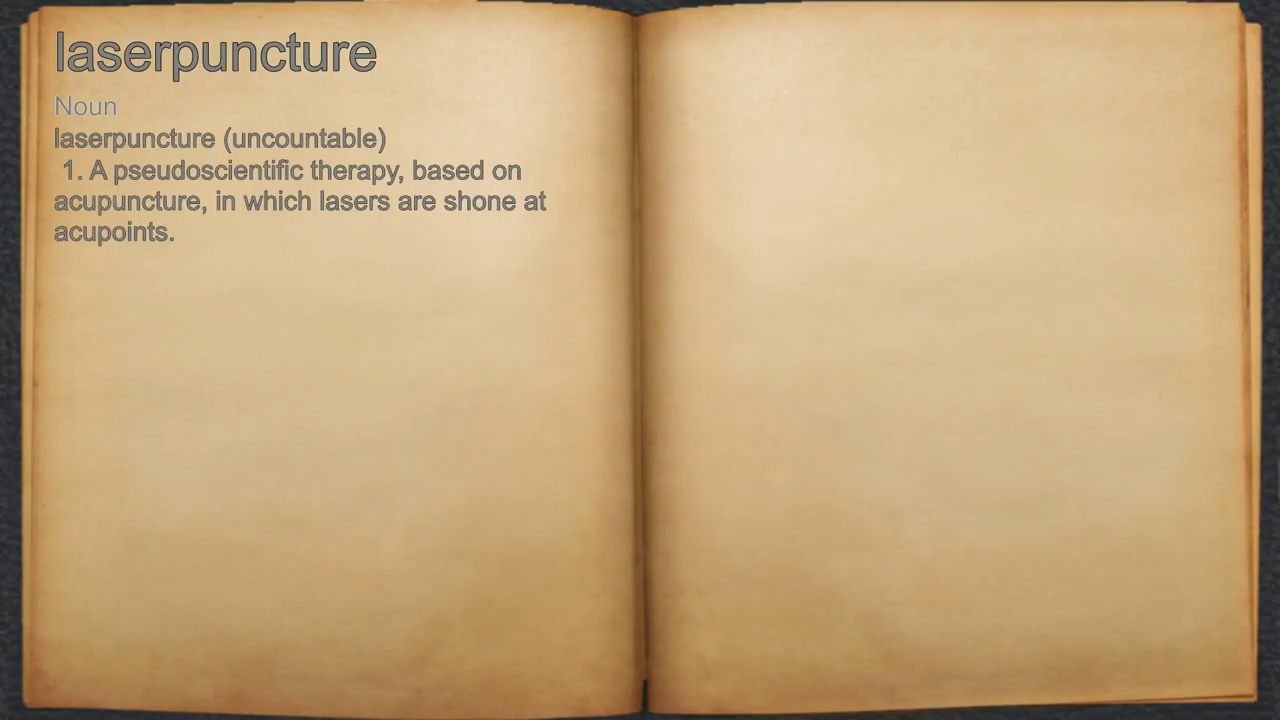 laserpuncture
Noun
laserpuncture (uncountable)
1. A pseudoscientific therapy, based on
acupuncture, in which lasers are shone at
acupoints.